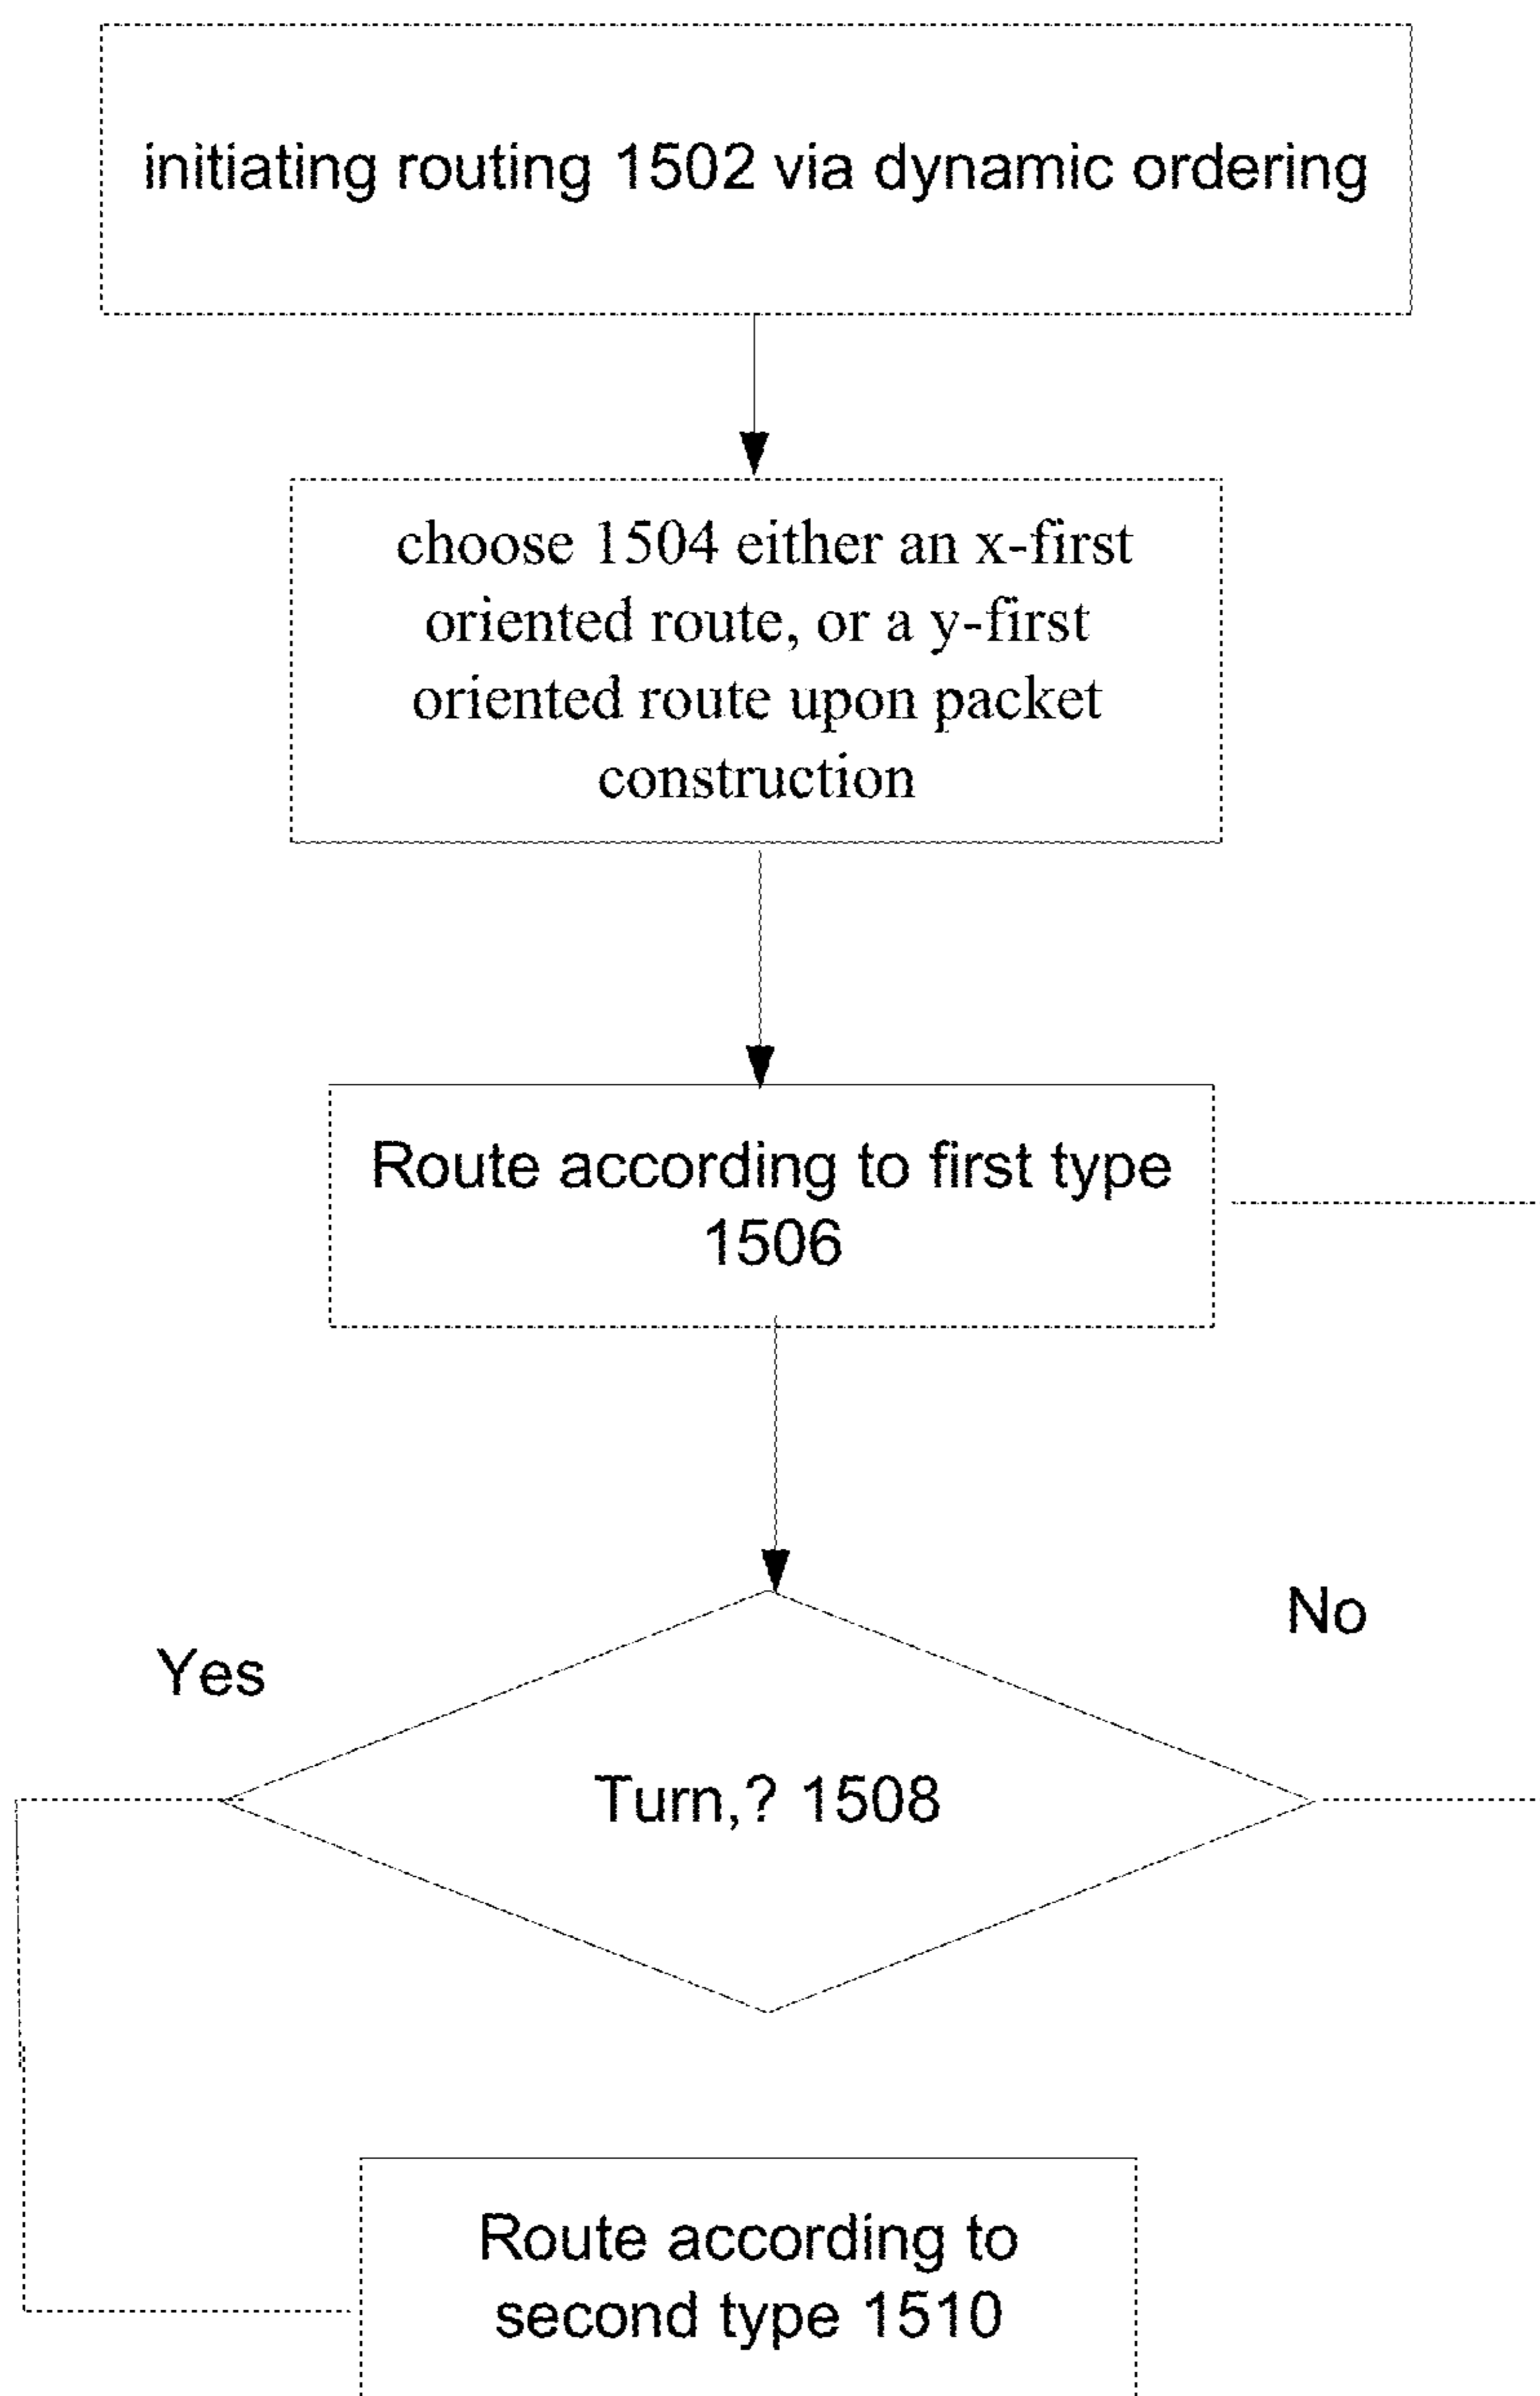 initiating routing 1502 via dynamic ordering
choose 1504 either an x-first
oriented route, or a y-first
oriented route upon packet
construction
Route according to first type
1506
No
Yes
Turn,? 1508
Route according to
second type 1510